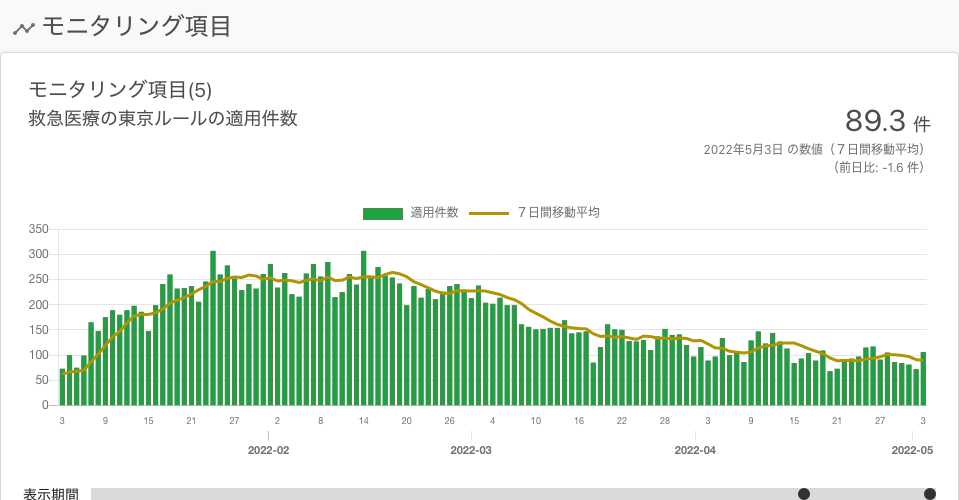 モニタリング項目
モニタリング項目(5)
救急医療の東京ルールの適用件数
89.3 件
2022年5月3日 の数値（７日間移動平均）
（前日比: -1.6 件）
適用件数 ７日間移動平均
350
300
250
200
150
100
50
0
3 9 15 21 27 2 8 14 20 26 4 10 16 22 28 3 9 15 21 27 3
2022-02 2022-03 2022-04 2022-05
表示期間